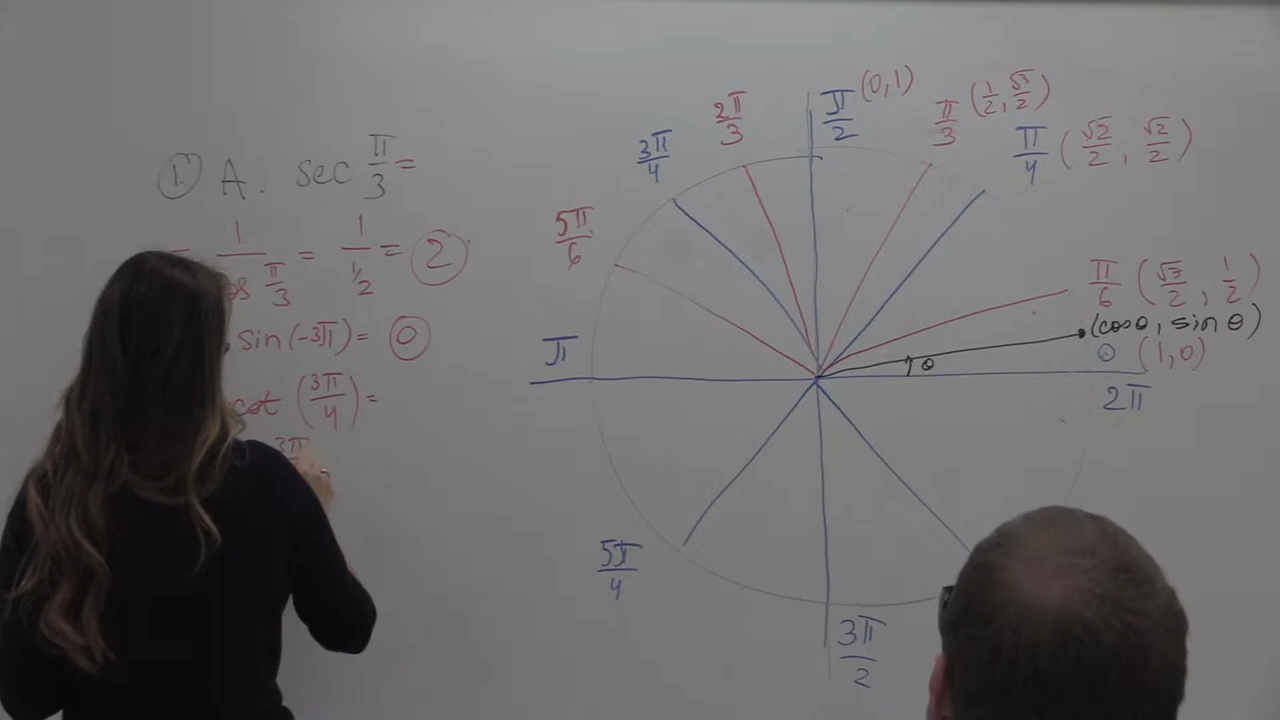 ① A. sec π/3 =
1/cos π/3 = 1/(1/2) = 2
sin(-3π) = 0
cot (3π/4) =
3π
π/2 (0,1)
π/3 (1/2, √3/2)
π/4 (√2/2, √2/2)
2π/3
3π/4
5π/6
π/6 (√3/2, 1/2)
(cosθ, sinθ)
θ
0 (1,0)
π
2π
5π/4
3π/2